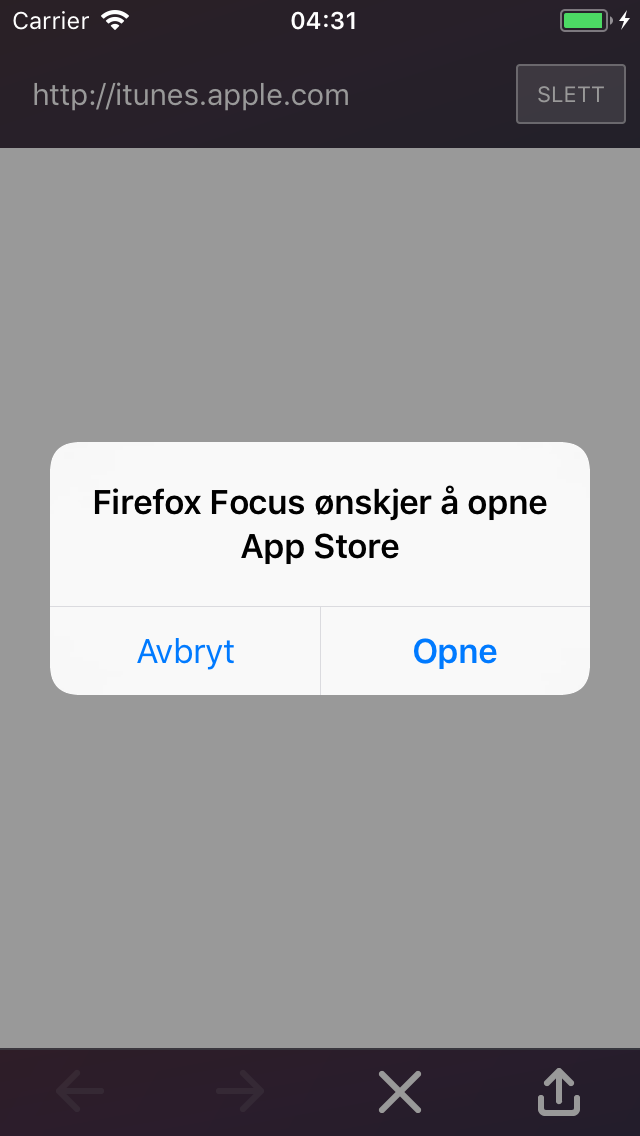 Carrier 04:31
http://itunes.apple.com SLETT
Firefox Focus ønskjer å opne
App Store
Avbryt Opne